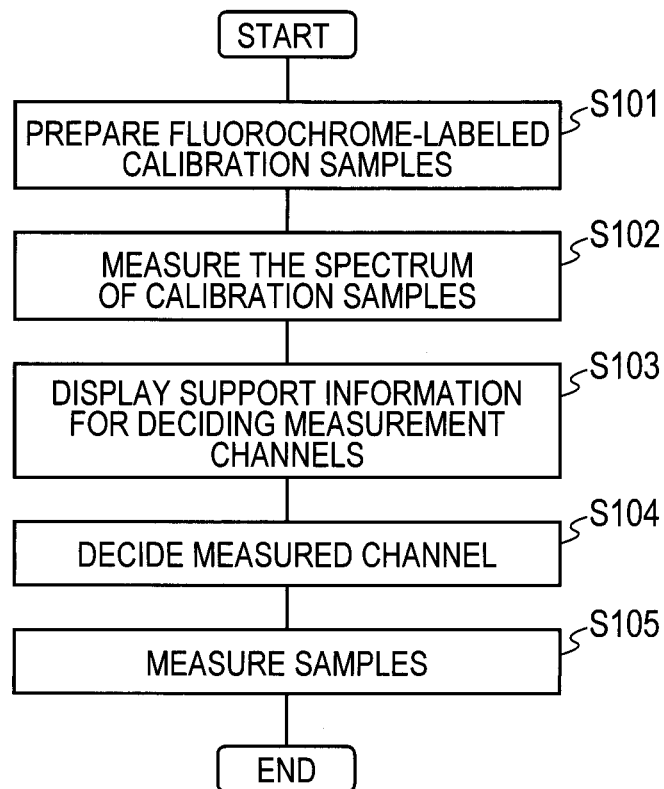 START
S101
PREPARE FLUOROCHROME-LABELED
CALIBRATION SAMPLES
S102
MEASURE THE SPECTRUM
OF CALIBRATION SAMPLES
S103
DISPLAY SUPPORT INFORMATION
FOR DECIDING MEASUREMENT
CHANNELS
S104
DECIDE MEASURED CHANNEL
S105
MEASURE SAMPLES
END